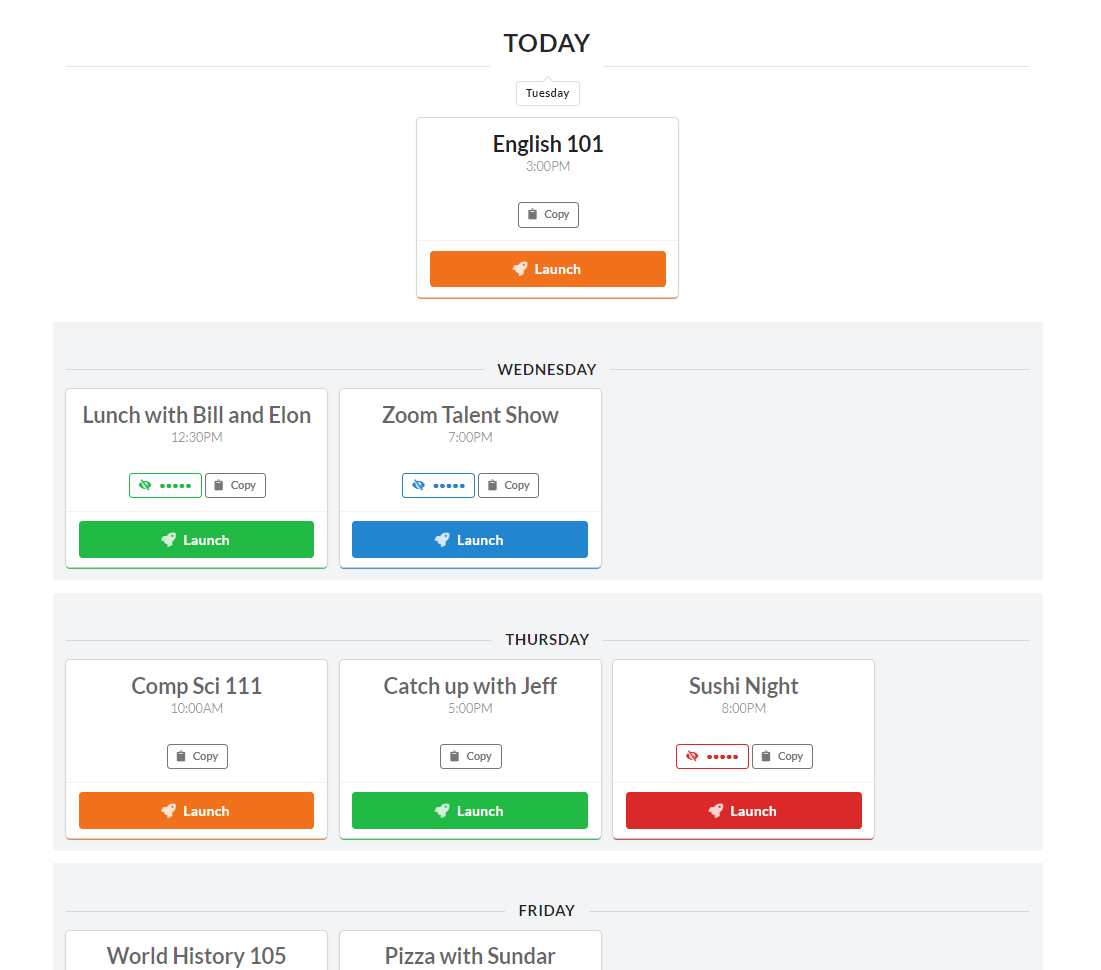 TODAY
Tuesday
English 101
3:00PM
Copy
Launch
WEDNESDAY
Lunch with Bill and Elon
12:30PM
••••• Copy
Launch
Zoom Talent Show
7:00PM
••••• Copy
Launch
THURSDAY
Comp Sci 111
10:00AM
Copy
Launch
Catch up with Jeff
5:00PM
Copy
Launch
Sushi Night
8:00PM
••••• Copy
Launch
FRIDAY
World History 105
Pizza with Sundar